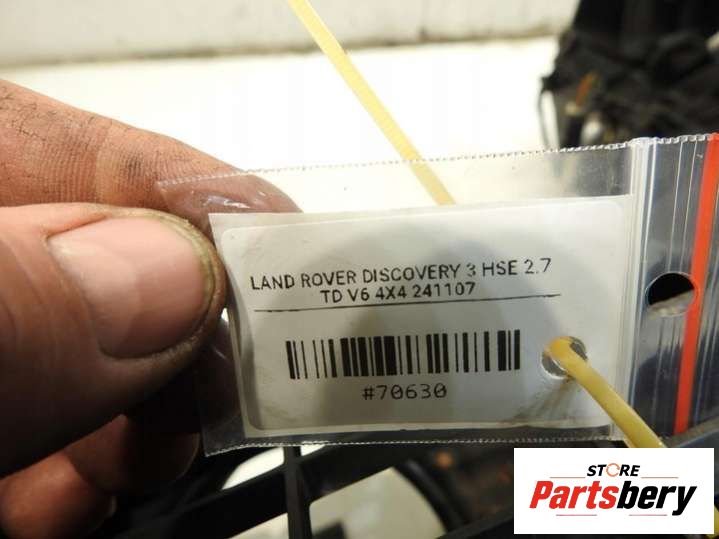 LAND ROVER DISCOVERY 3 HSE 2.7
TD V6 4X4 241107
#70630
STORE
Partsbery